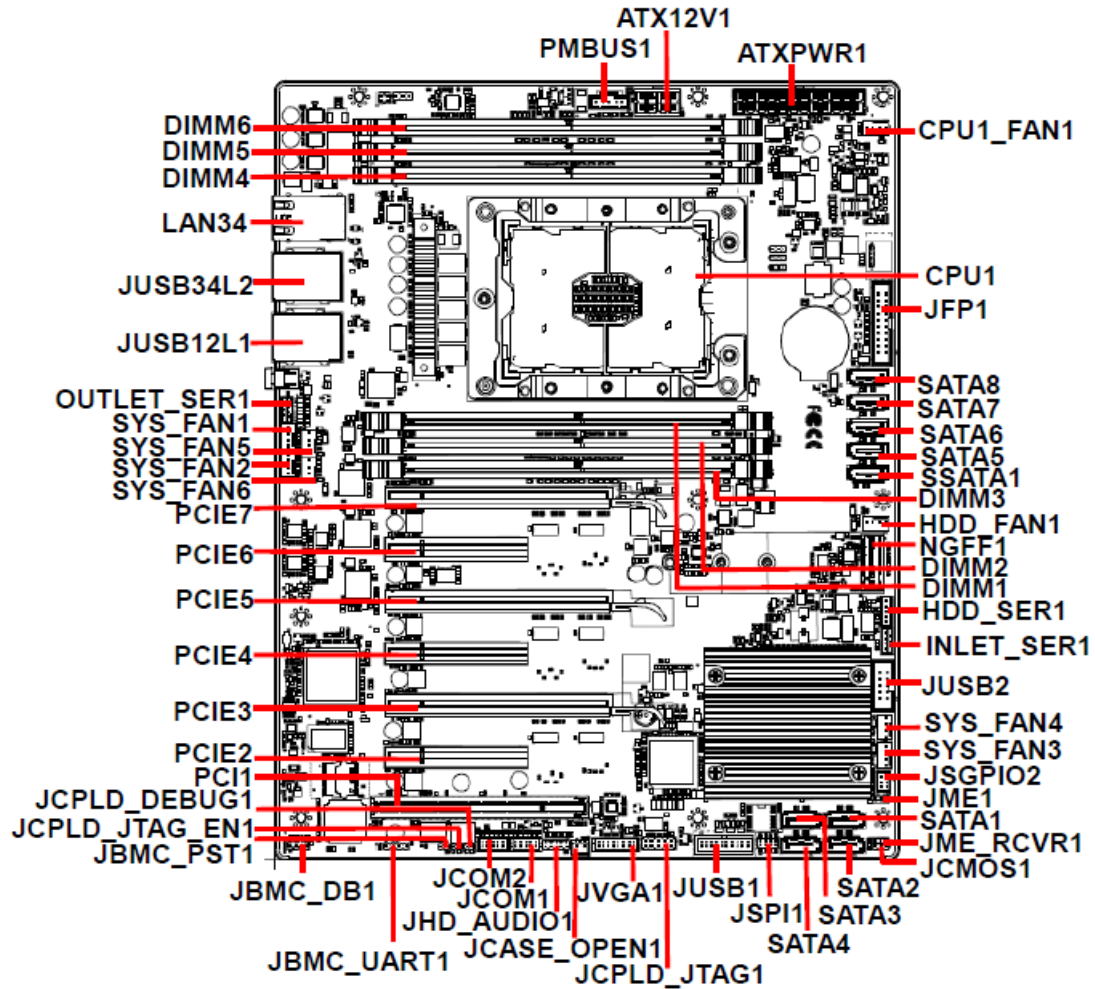 ATX12V1
PMBUS1
ATXPWR1
DIMM6
DIMM5
DIMM4
LAN34
JUSB34L2
JUSB12L1
OUTLET_SER1
SYS_FAN1
SYS_FAN5
SYS_FAN2
SYS_FAN6
PCIE7
PCIE6
PCIE5
PCIE4
PCIE3
PCIE2
PCI1
JCPLD_DEBUG1
JCPLD_JTAG_EN1
JBMC_PST1
CPU1_FAN1
CPU1
JFP1
SATA8
SATA7
SATA6
SATA5
SSATA1
DIMM3
HDD_FAN1
NGFF1
DIMM2
DIMM1
HDD_SER1
INLET_SER1
JUSB2
SYS_FAN4
SYS_FAN3
JSGPIO2
JME1
SATA1
JME_RCVR1
JCMOS1
JBMC_DB1
JCOM2
JCOM1
JHD_AUDIO1
JVGA1
JUSB1
JSPI1
SATA2
SATA3
SATA4
JBMC_UART1
JCASE_OPEN1
JCPLD_JTAG1